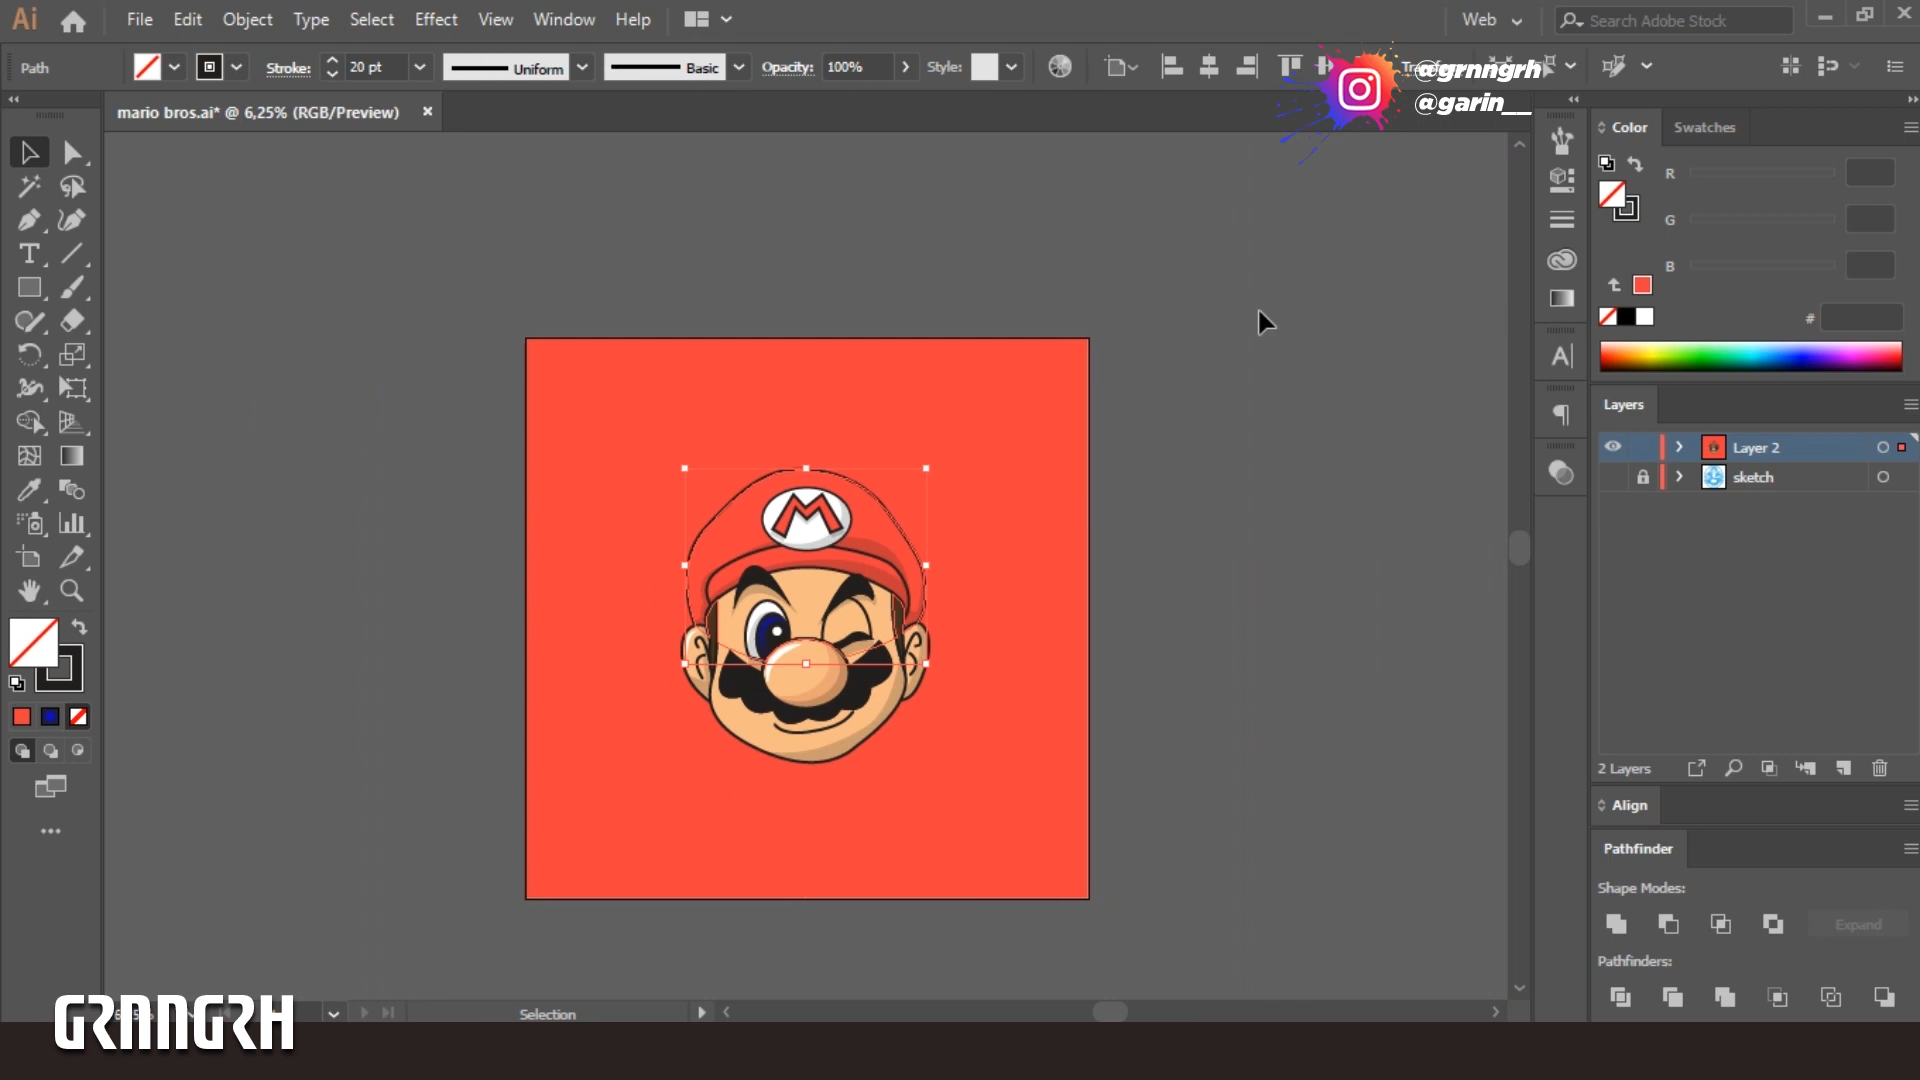 Ai File Edit Object Type Select Effect View Window Help Web Search Adobe Stock
Path Stroke: 20 pt Uniform Basic Opacity: 100% Style:
@grnngrh
@garin__
mario bros.ai* @ 6,25% (RGB/Preview)
Color Swatches
R
G
B
#
M
Layers
Layer 2
sketch
2 Layers
Align
Pathfinder
Shape Modes:
Expand
Pathfinders:
Selection
GRNNGRH